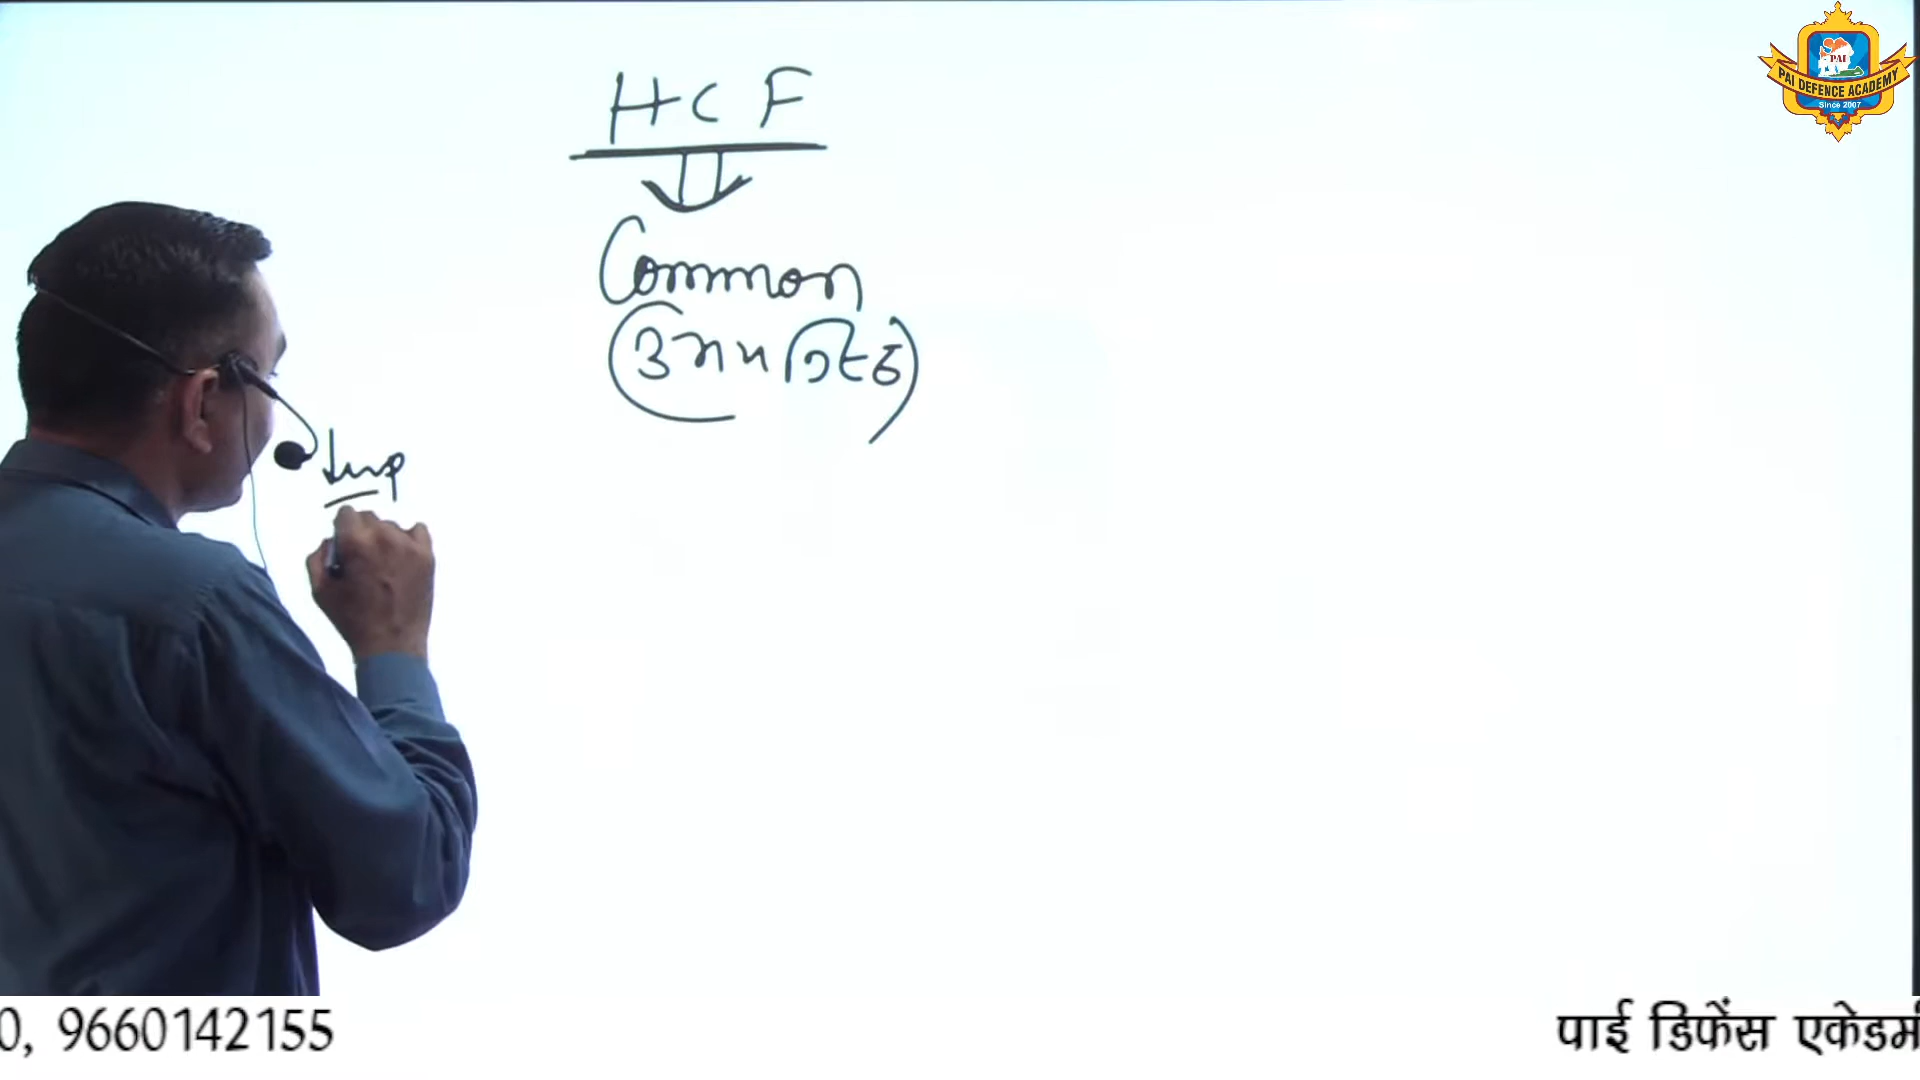 HCF
Common
(उभयनिष्ठ)
Imp
PAI
PAI DEFENCE ACADEMY
Since 2007
0, 9660142155
पाई डिफेंस एकेडमी